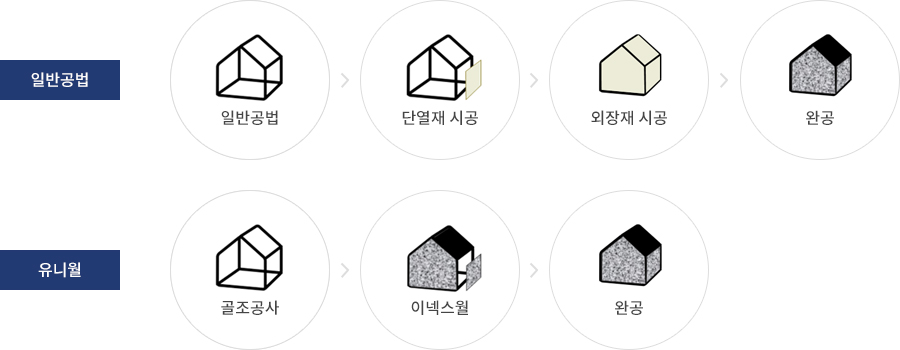 일반공법
일반공법
단열재 시공
외장재 시공
완공
유니월
골조공사
이넥스월
완공